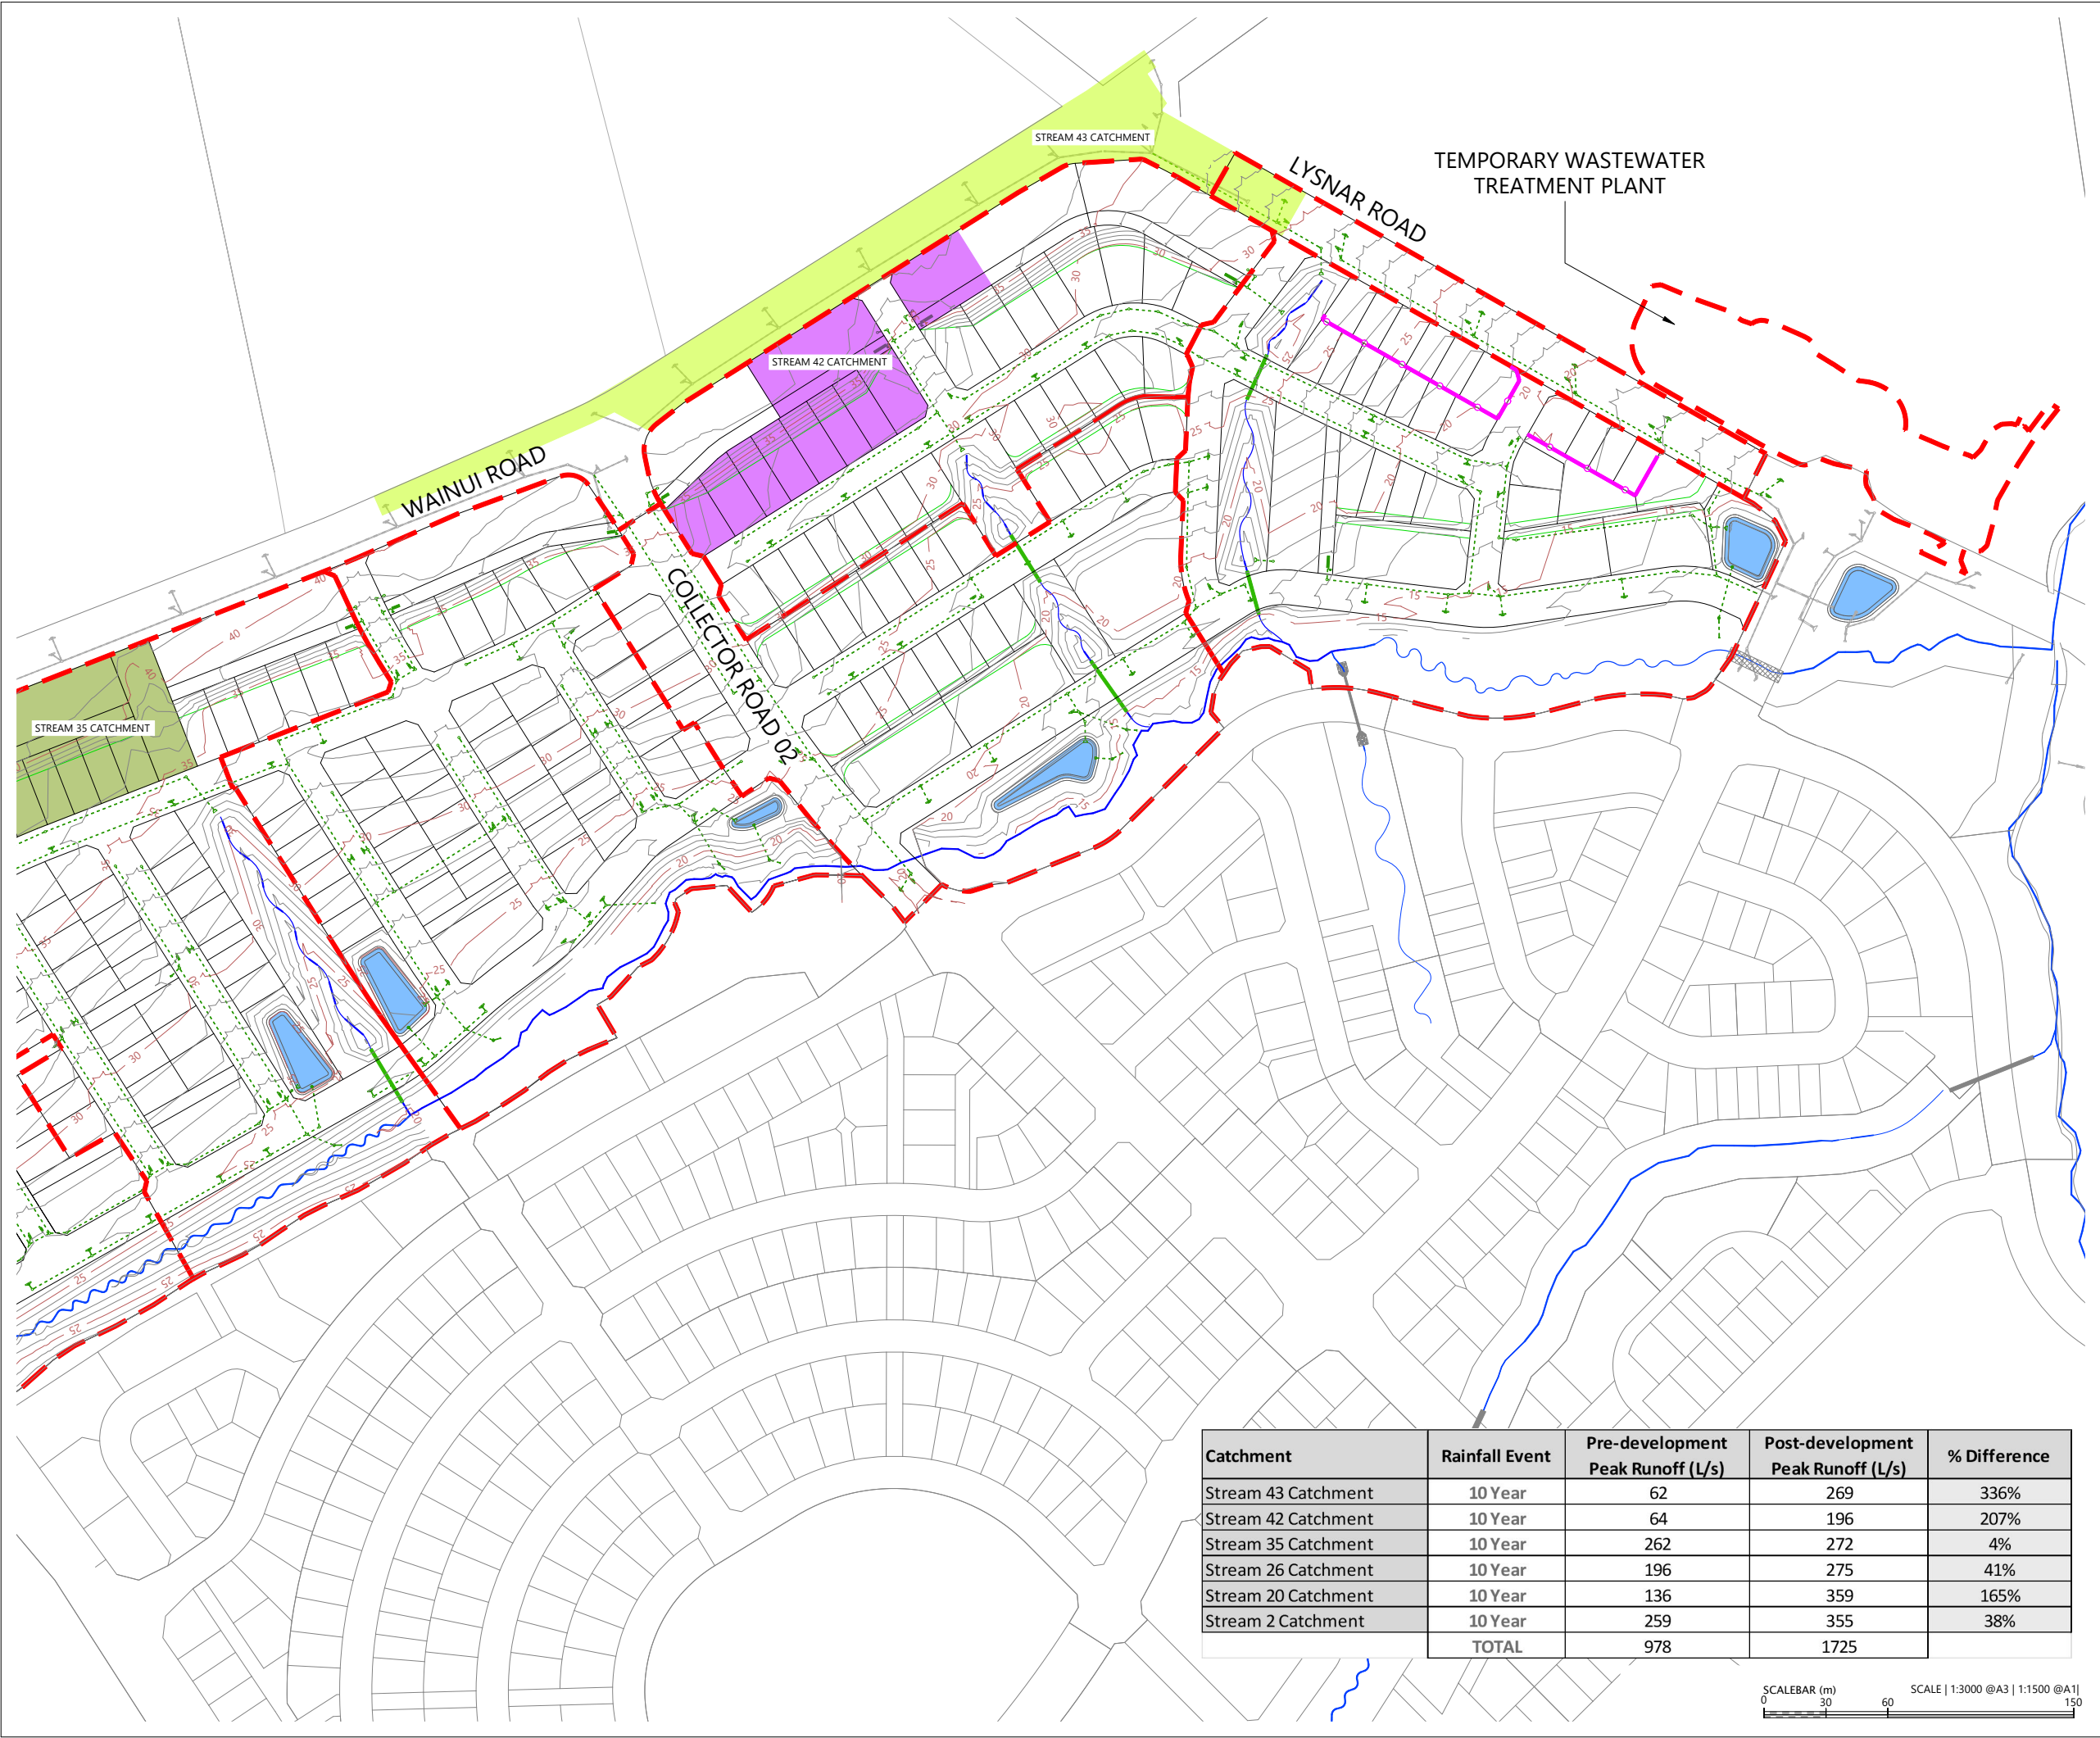 STREAM 43 CATCHMENT
LYSNAR ROAD
TEMPORARY WASTEWATER
TREATMENT PLANT
STREAM 42 CATCHMENT
WAINUI ROAD
COLLECTOR ROAD 02
STREAM 35 CATCHMENT
Catchment Rainfall Event Pre-development Peak Runoff (L/s) Post-development Peak Runoff (L/s) % Difference
Stream 43 Catchment 10 Year 62 269 336%
Stream 42 Catchment 10 Year 64 196 207%
Stream 35 Catchment 10 Year 262 272 4%
Stream 26 Catchment 10 Year 196 275 41%
Stream 20 Catchment 10 Year 136 359 165%
Stream 2 Catchment 10 Year 259 355 38%
TOTAL 978 1725
SCALEBAR (m) SCALE | 1:3000 @A3 | 1:1500 @A1|
0 30 60 150